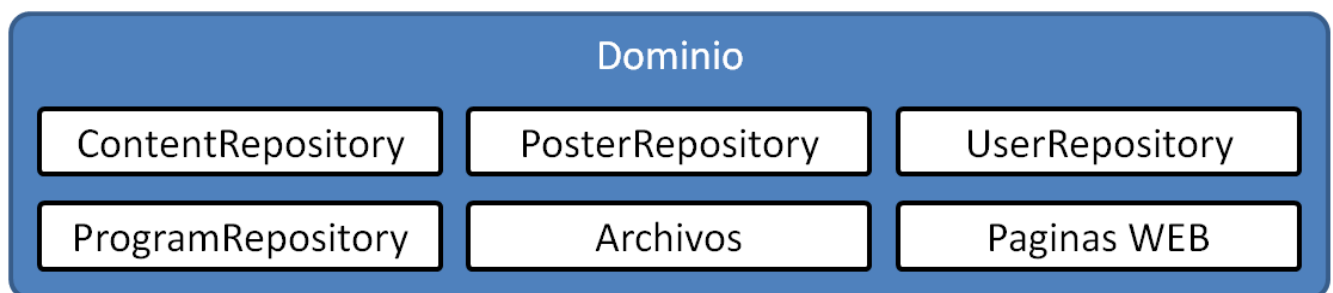 Dominio
ContentRepository
PosterRepository
UserRepository
ProgramRepository
Archivos
Paginas WEB